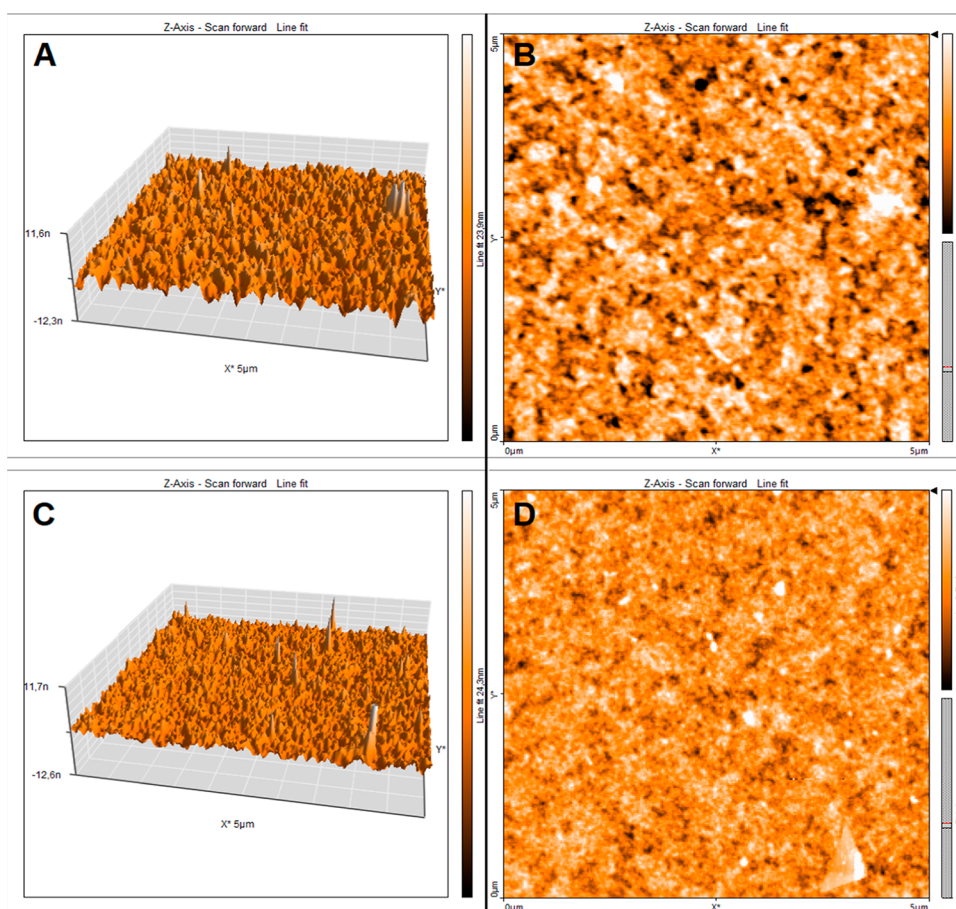 Z-Axis - Scan forward Line fit
A
11,6n
-12,3n
X* 5µm
Y*
Line fit 23,9nm
Z-Axis - Scan forward Line fit
B
5µm
Y*
0µm
0µm
X*
5µm
Z-Axis - Scan forward Line fit
C
11,7n
-12,6n
X* 5µm
Y*
Line fit 24,3nm
Z-Axis - Scan forward Line fit
D
5µm
Y*
0µm
0µm
X*
5µm